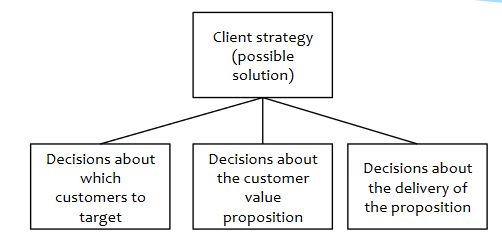 Client strategy
(possible
solution)
Decisions about
which
customers to
target
Decisions about
the customer
value
proposition
Decisions about
the delivery of
the proposition